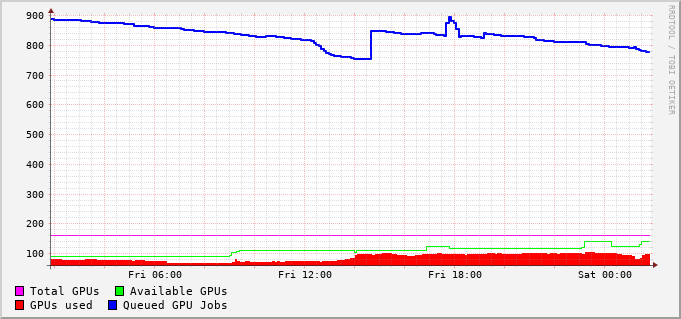 900
800
700
600
500
400
300
200
100
Fri 06:00 Fri 12:00 Fri 18:00 Sat 00:00
Total GPUs Available GPUs
GPUs used Queued GPU Jobs
RRDTOOL / TOBI OETIKER